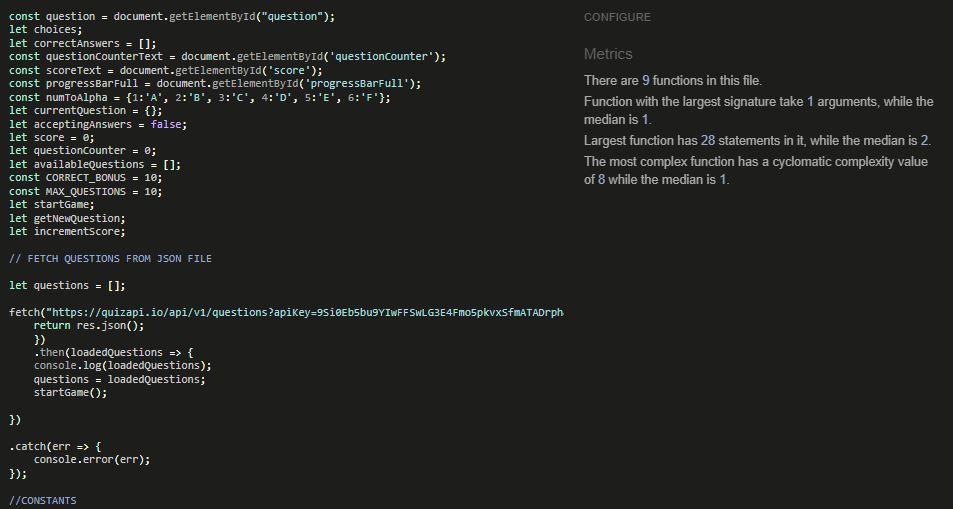 const question = document.getElementById("question");
let choices;
let correctAnswers = [];
const questionCounterText = document.getElementById('questionCounter');
const scoreText = document.getElementById('score');
const progressBarFull = document.getElementById('progressBarFull');
const numToAlpha = {1:'A', 2:'B', 3:'C', 4:'D', 5:'E', 6:'F'};
let currentQuestion = {};
let acceptingAnswers = false;
let score = 0;
let questionCounter = 0;
let availableQuestions = [];
const CORRECT_BONUS = 10;
const MAX_QUESTIONS = 10;
let startGame;
let getNewQuestion;
let incrementScore;
// FETCH QUESTIONS FROM JSON FILE
let questions = [];
fetch("https://quizapi.io/api/v1/questions?apiKey=9Si0Eb5bu9YIwFFSwLG3E4Fmo5pkvxSfmATADrph
return res.json();
})
.then(loadedQuestions => {
console.log(loadedQuestions);
questions = loadedQuestions;
startGame();
})
.catch(err => {
console.error(err);
});
//CONSTANTS
CONFIGURE
Metrics
There are 9 functions in this file.
Function with the largest signature take 1 arguments, while the
median is 1.
Largest function has 28 statements in it, while the median is 2.
The most complex function has a cyclomatic complexity value
of 8 while the median is 1.